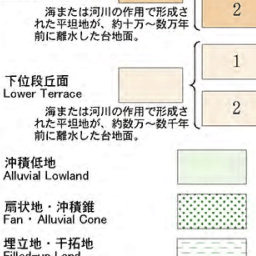 海または河川の作用で形成さ
れた平坦地が、約十万～数万年
前に離水した台地面。
2
下位段丘面
Lower Terrace
1
2
海または河川の作用で形成さ
れた平坦地が、約数万～数千年
前に離水した台地面。
沖積低地
Alluvial Lowland
扇状地・沖積錐
Fan・Alluvial Cone
埋立地・干拓地
Filled-up Land